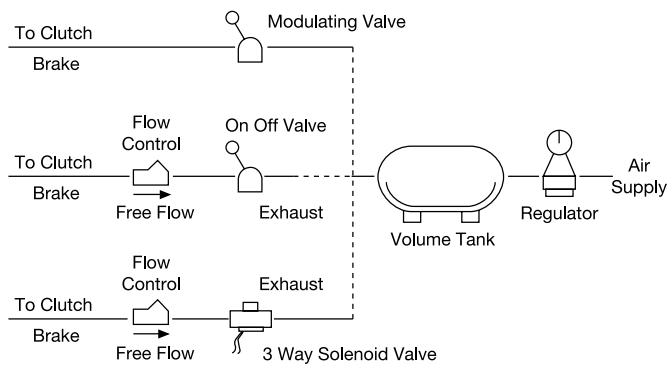 To Clutch
Brake
Modulating Valve
Flow
Control
On Off Valve
To Clutch
Brake
Free Flow
Exhaust
Volume Tank
Regulator
Air
Supply
Flow
Control
Exhaust
To Clutch
Brake
Free Flow
3 Way Solenoid Valve